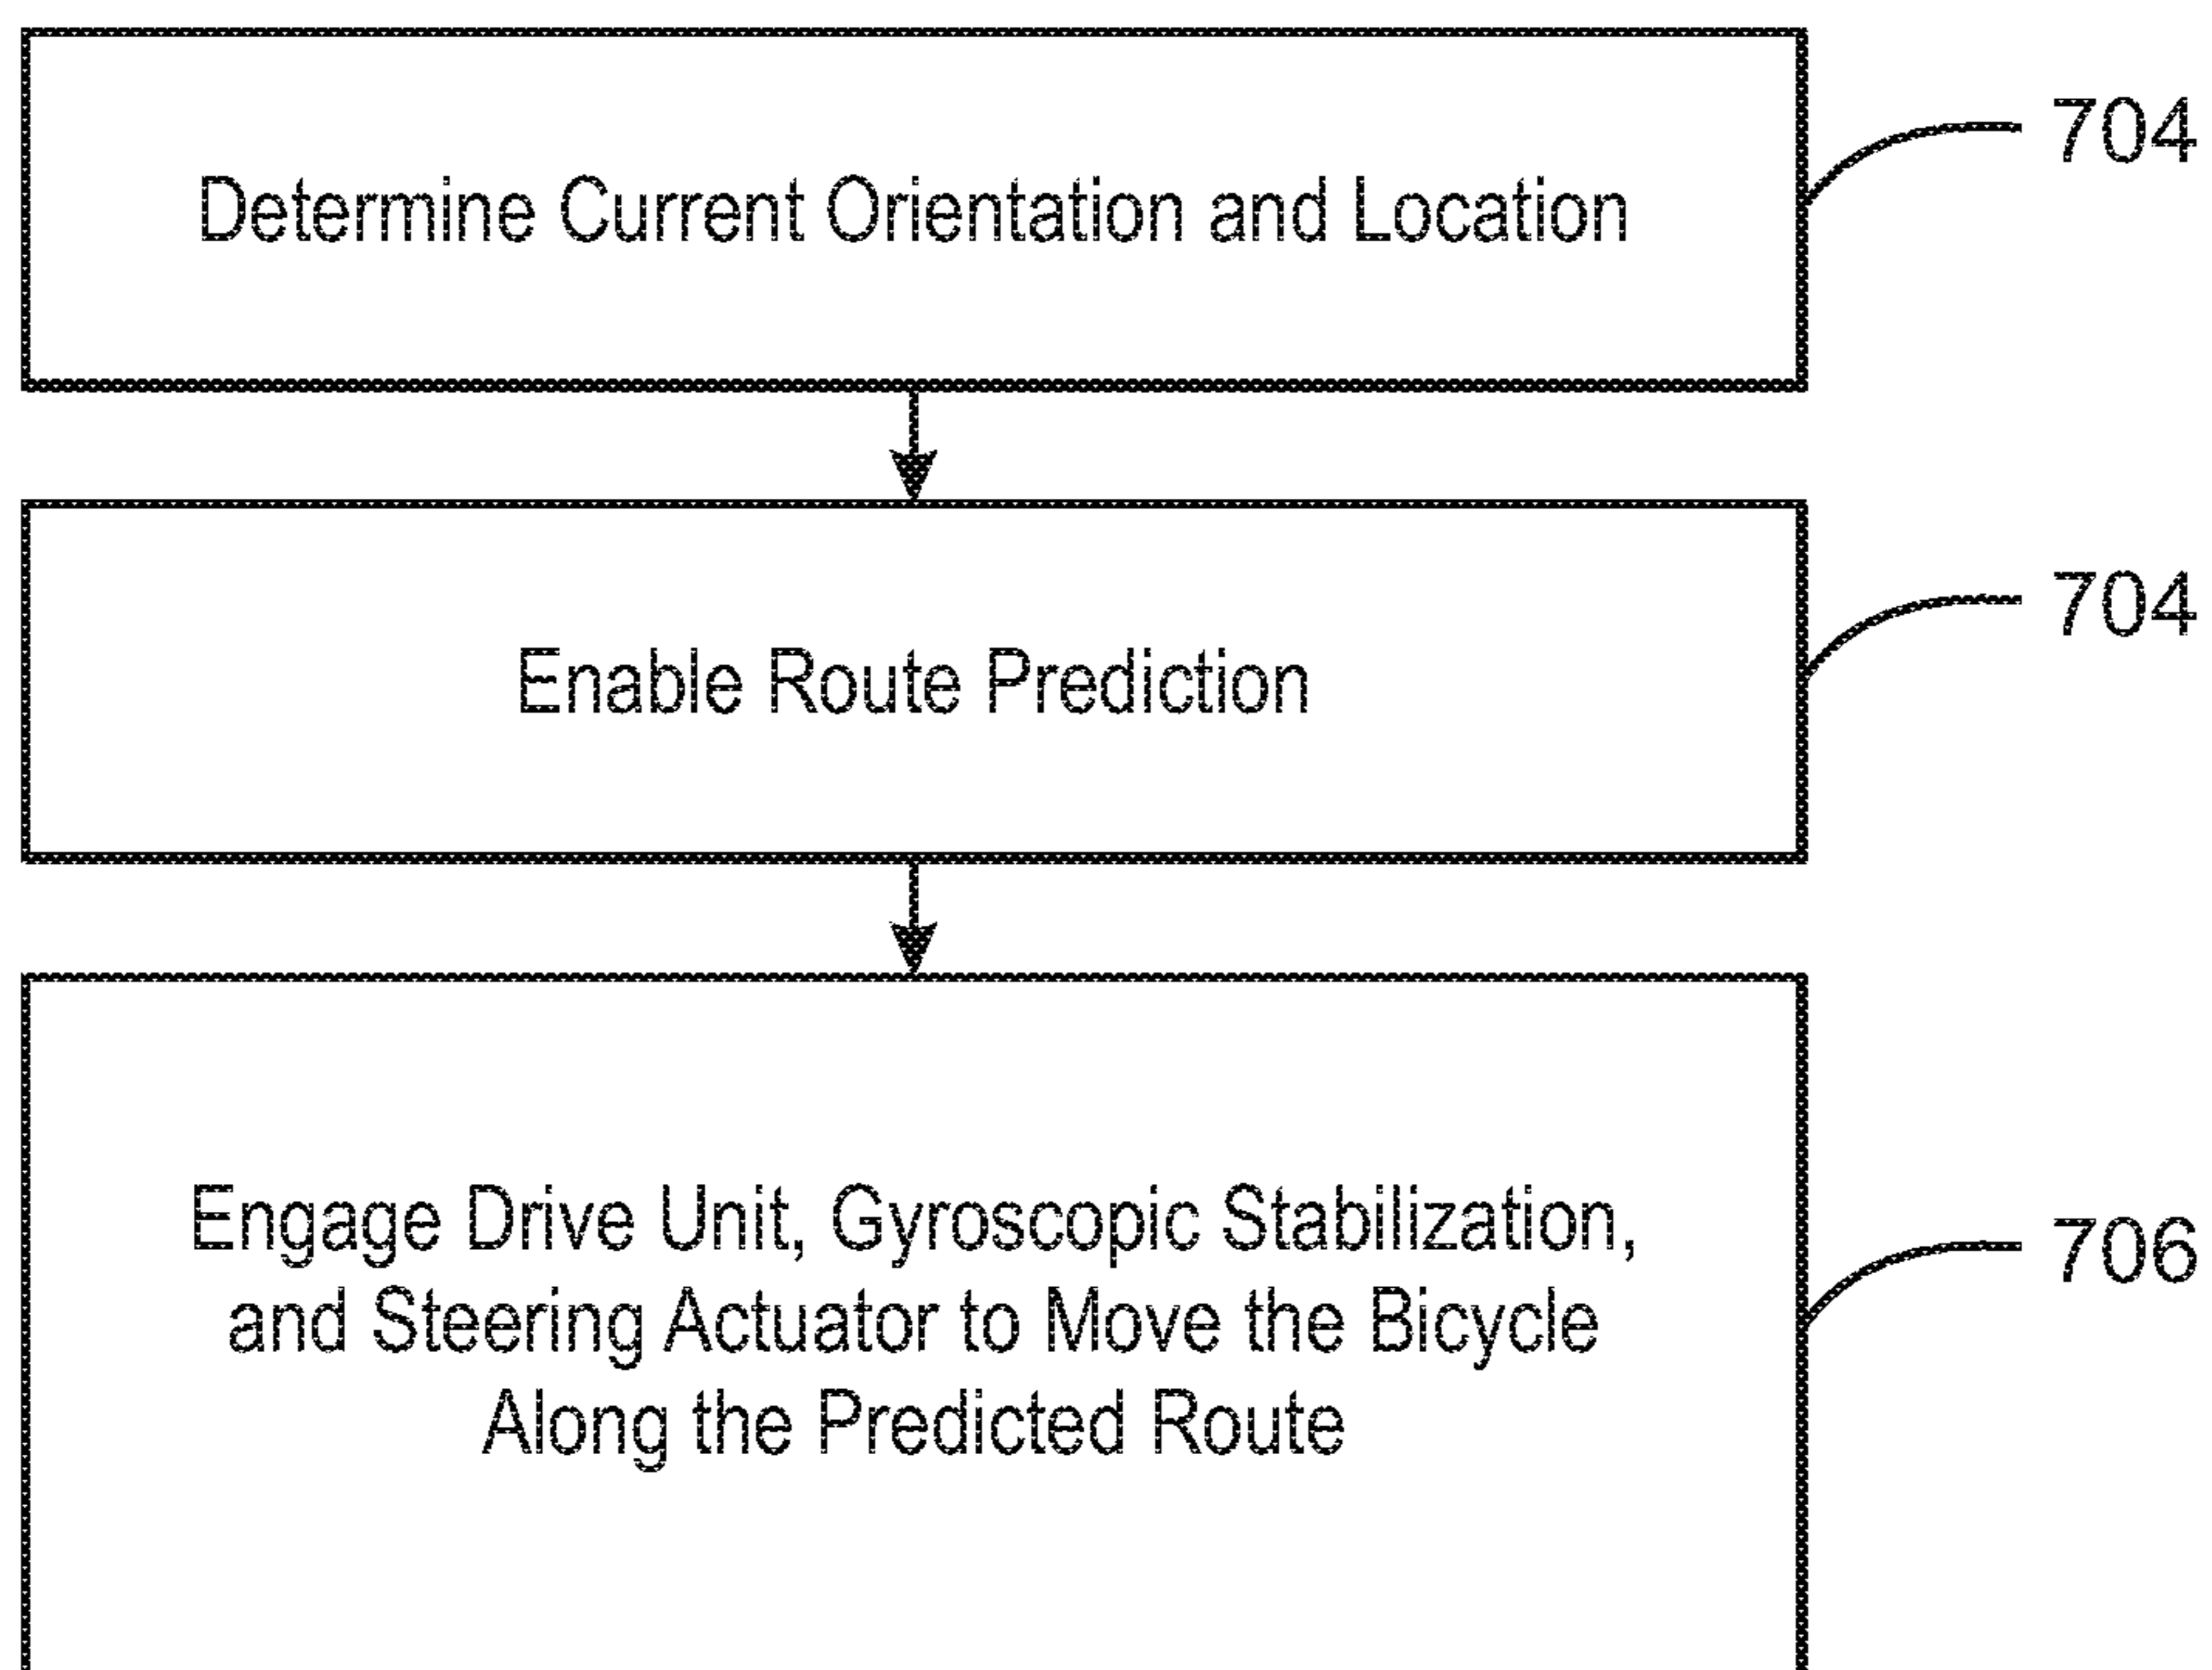 Determine Current Orientation and Location
704
Enable Route Prediction
704
Engage Drive Unit, Gyroscopic Stabilization,
and Steering Actuator to Move the Bicycle
Along the Predicted Route
706